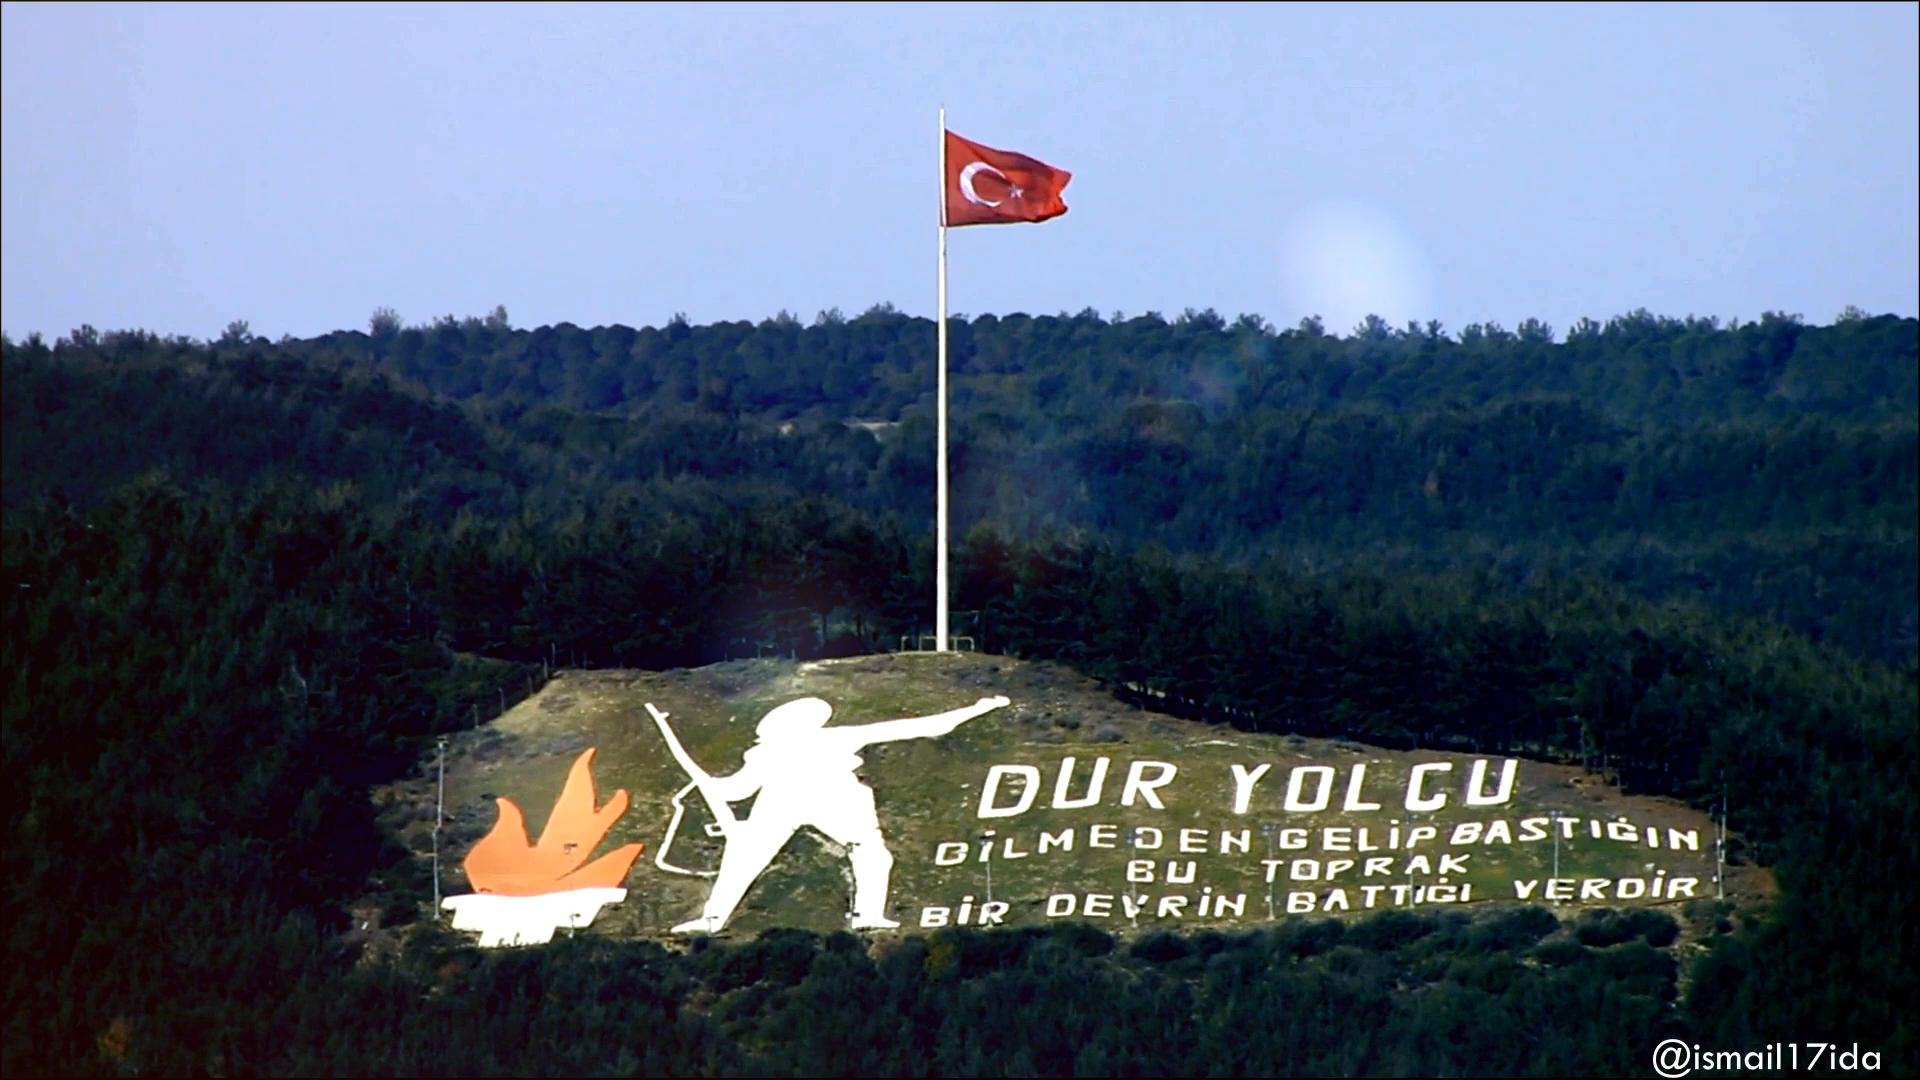 DUR YOLCU
BİLMEDEN GELİP BASTIĞIN
BU TOPRAK
BİR DEVRİN BATTIĞI YERDİR
@ismail17ida